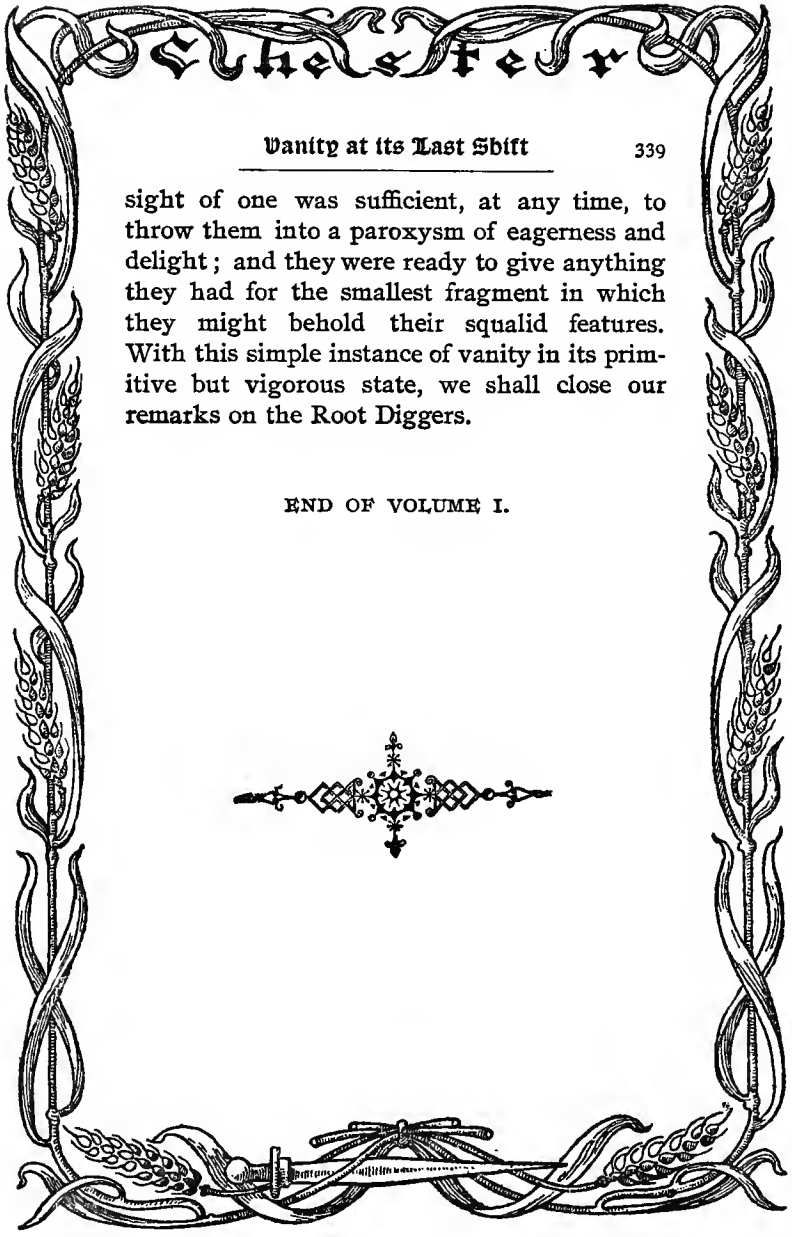 Vanity at its Last Shift 339
sight of one was sufficient, at any time, to
throw them into a paroxysm of eagerness and
delight; and they were ready to give anything
they had for the smallest fragment in which
they might behold their squalid features.
With this simple instance of vanity in its prim-
itive but vigorous state, we shall close our
remarks on the Root Diggers.
END OF VOLUME I.